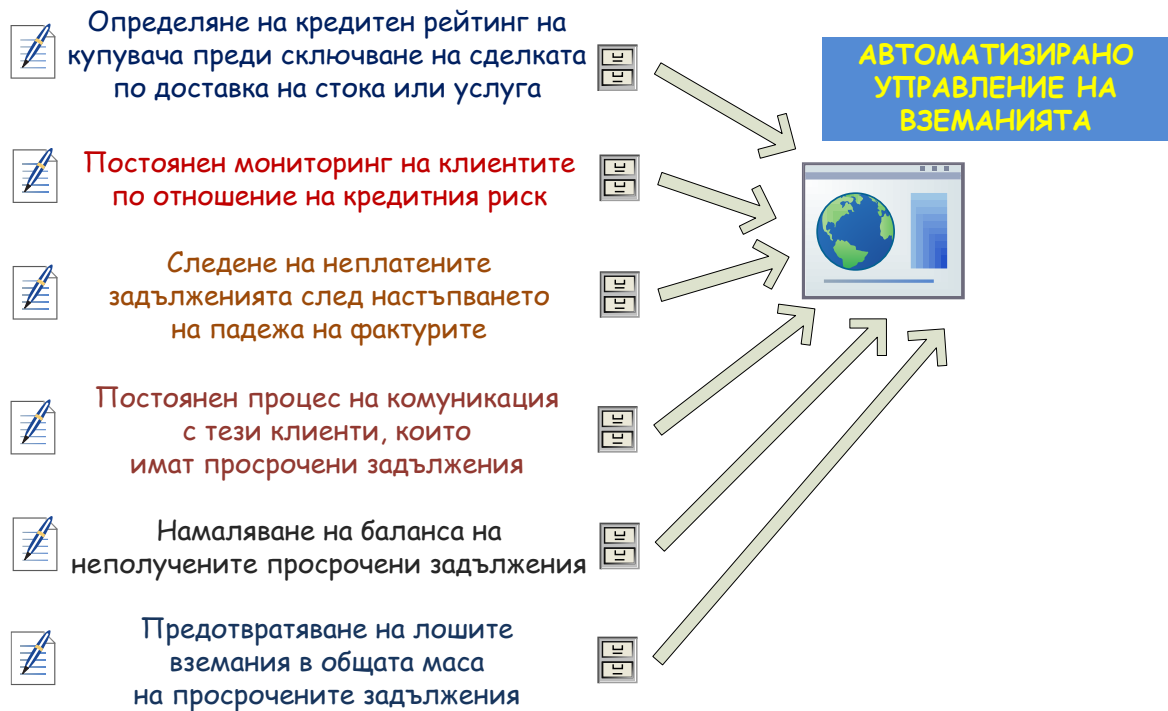 Определяне на кредитен рейтинг на
купувача преди сключване на сделката
по доставка на стока или услуга
АВТОМАТИЗИРАНО
УПРАВЛЕНИЕ НА
ВЗЕМАНИЯТА
Постоянен мониторинг на клиентите
по отношение на кредитния риск
Следене на неплатените
задълженията след настъпването
на падежа на фактурите
Постоянен процес на комуникация
с тези клиенти, които
имат просрочени задължения
Намаляване на баланса на
неполучените просрочени задължения
Предотвратяване на лошите
вземания в общата маса
на просрочените задължения